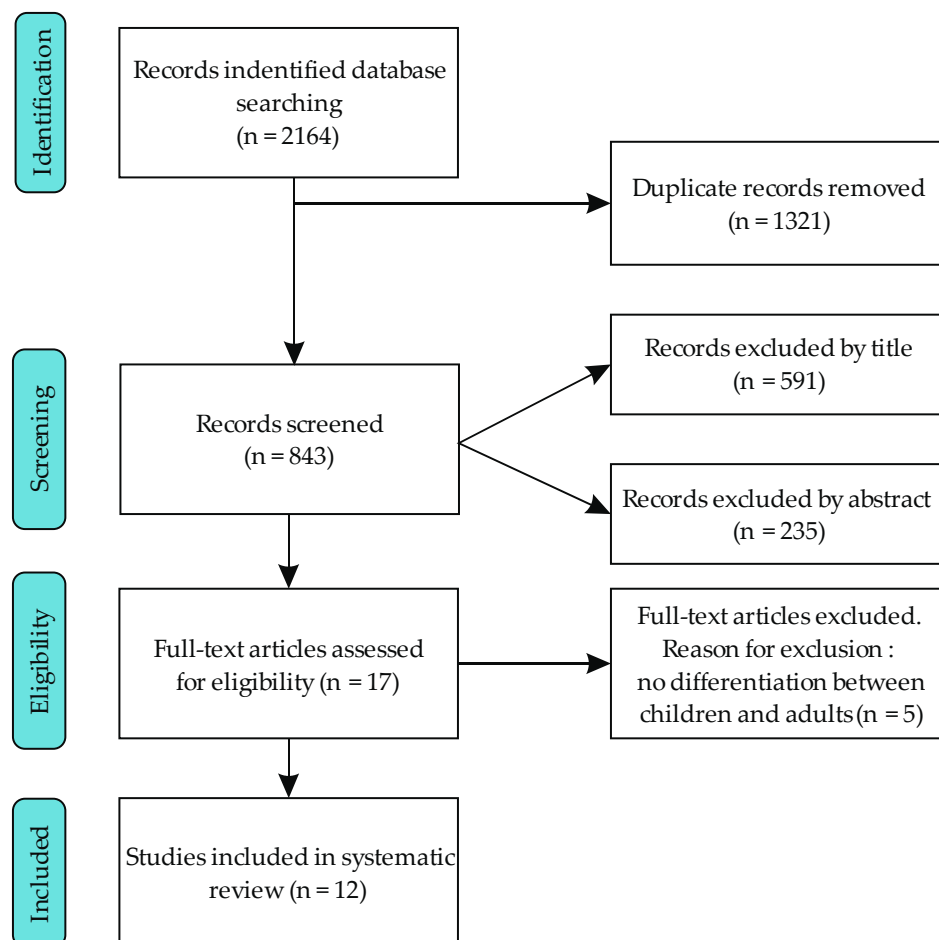 Identification
Records indentified database
searching
(n = 2164)
Duplicate records removed
(n = 1321)
Screening
Records screened
(n = 843)
Records excluded by title
(n = 591)
Records excluded by abstract
(n = 235)
Eligibility
Full-text articles assessed
for eligibility (n = 17)
Full-text articles excluded.
Reason for exclusion :
no differentiation between
children and adults (n = 5)
Included
Studies included in systematic
review (n = 12)